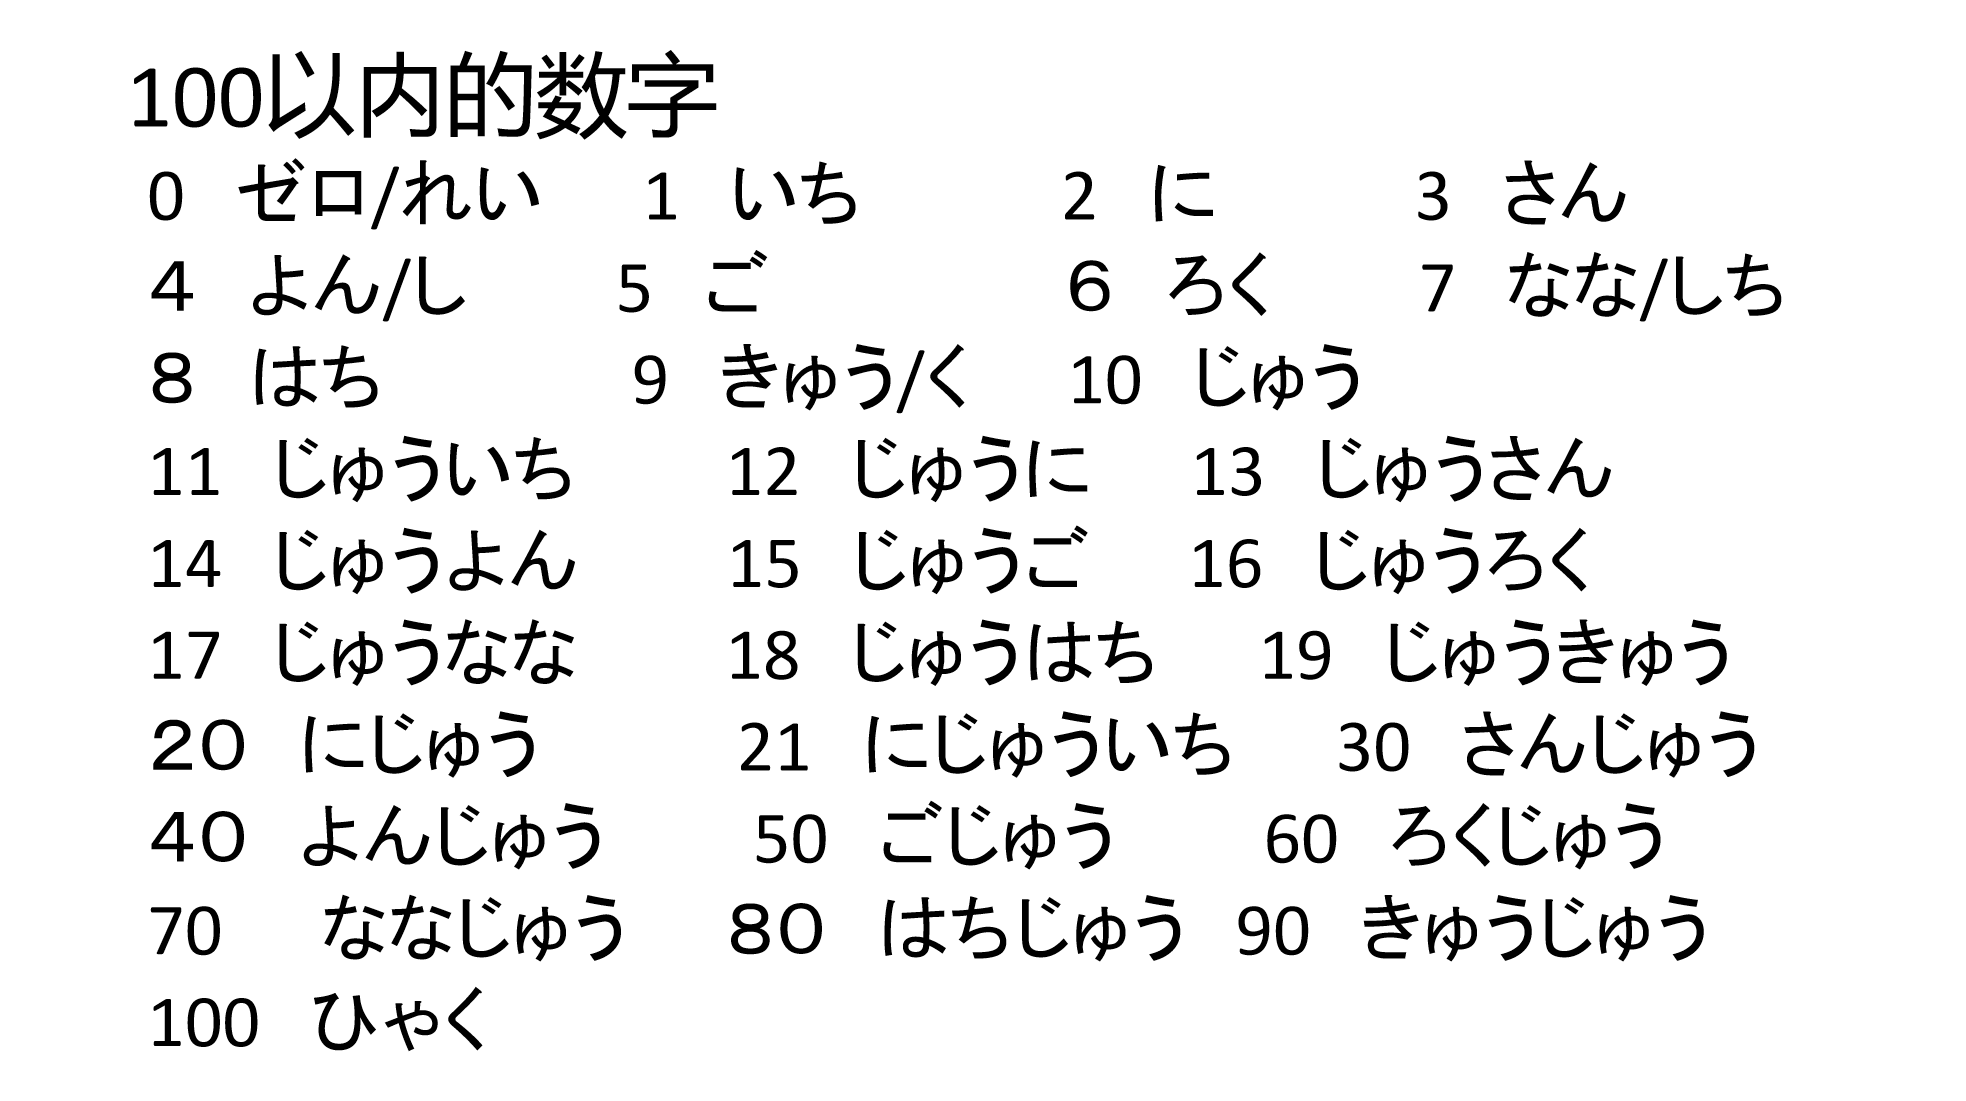 100以内的数字
0 ゼロ/れい 1 いち 2 に 3 さん
４ よん/し 5 ご ６ ろく 7 なな/しち
８ はち 9 きゅう/く 10 じゅう
11 じゅういち 12 じゅうに 13 じゅうさん
14 じゅうよん 15 じゅうご 16 じゅうろく
17 じゅうなな 18 じゅうはち 19 じゅうきゅう
２０ にじゅう 21 にじゅういち 30 さんじゅう
４０ よんじゅう 50 ごじゅう 60 ろくじゅう
70 ななじゅう ８０ はちじゅう 90 きゅうじゅう
100 ひゃく